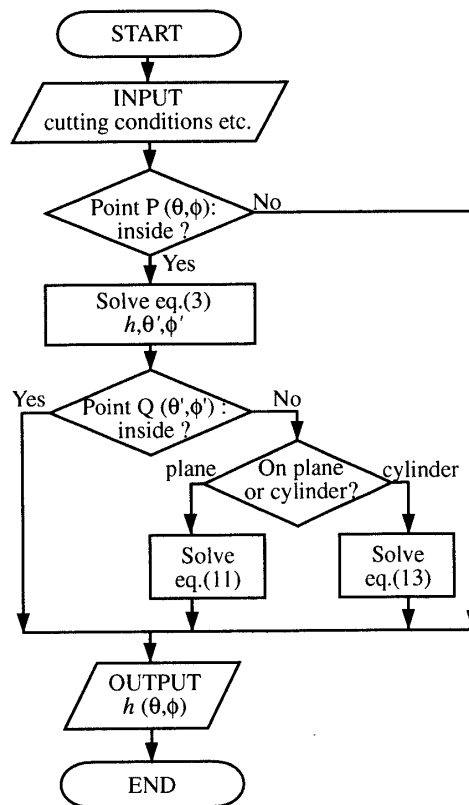 START
INPUT
cutting conditions etc.
Point P (θ,ϕ):
inside ?
No
Yes
Solve eq.(3)
h,θ',ϕ'
Yes
Point Q (θ',ϕ') :
inside ?
No
plane
On plane
or cylinder?
cylinder
Solve
eq.(11)
Solve
eq.(13)
OUTPUT
h (θ,ϕ)
END